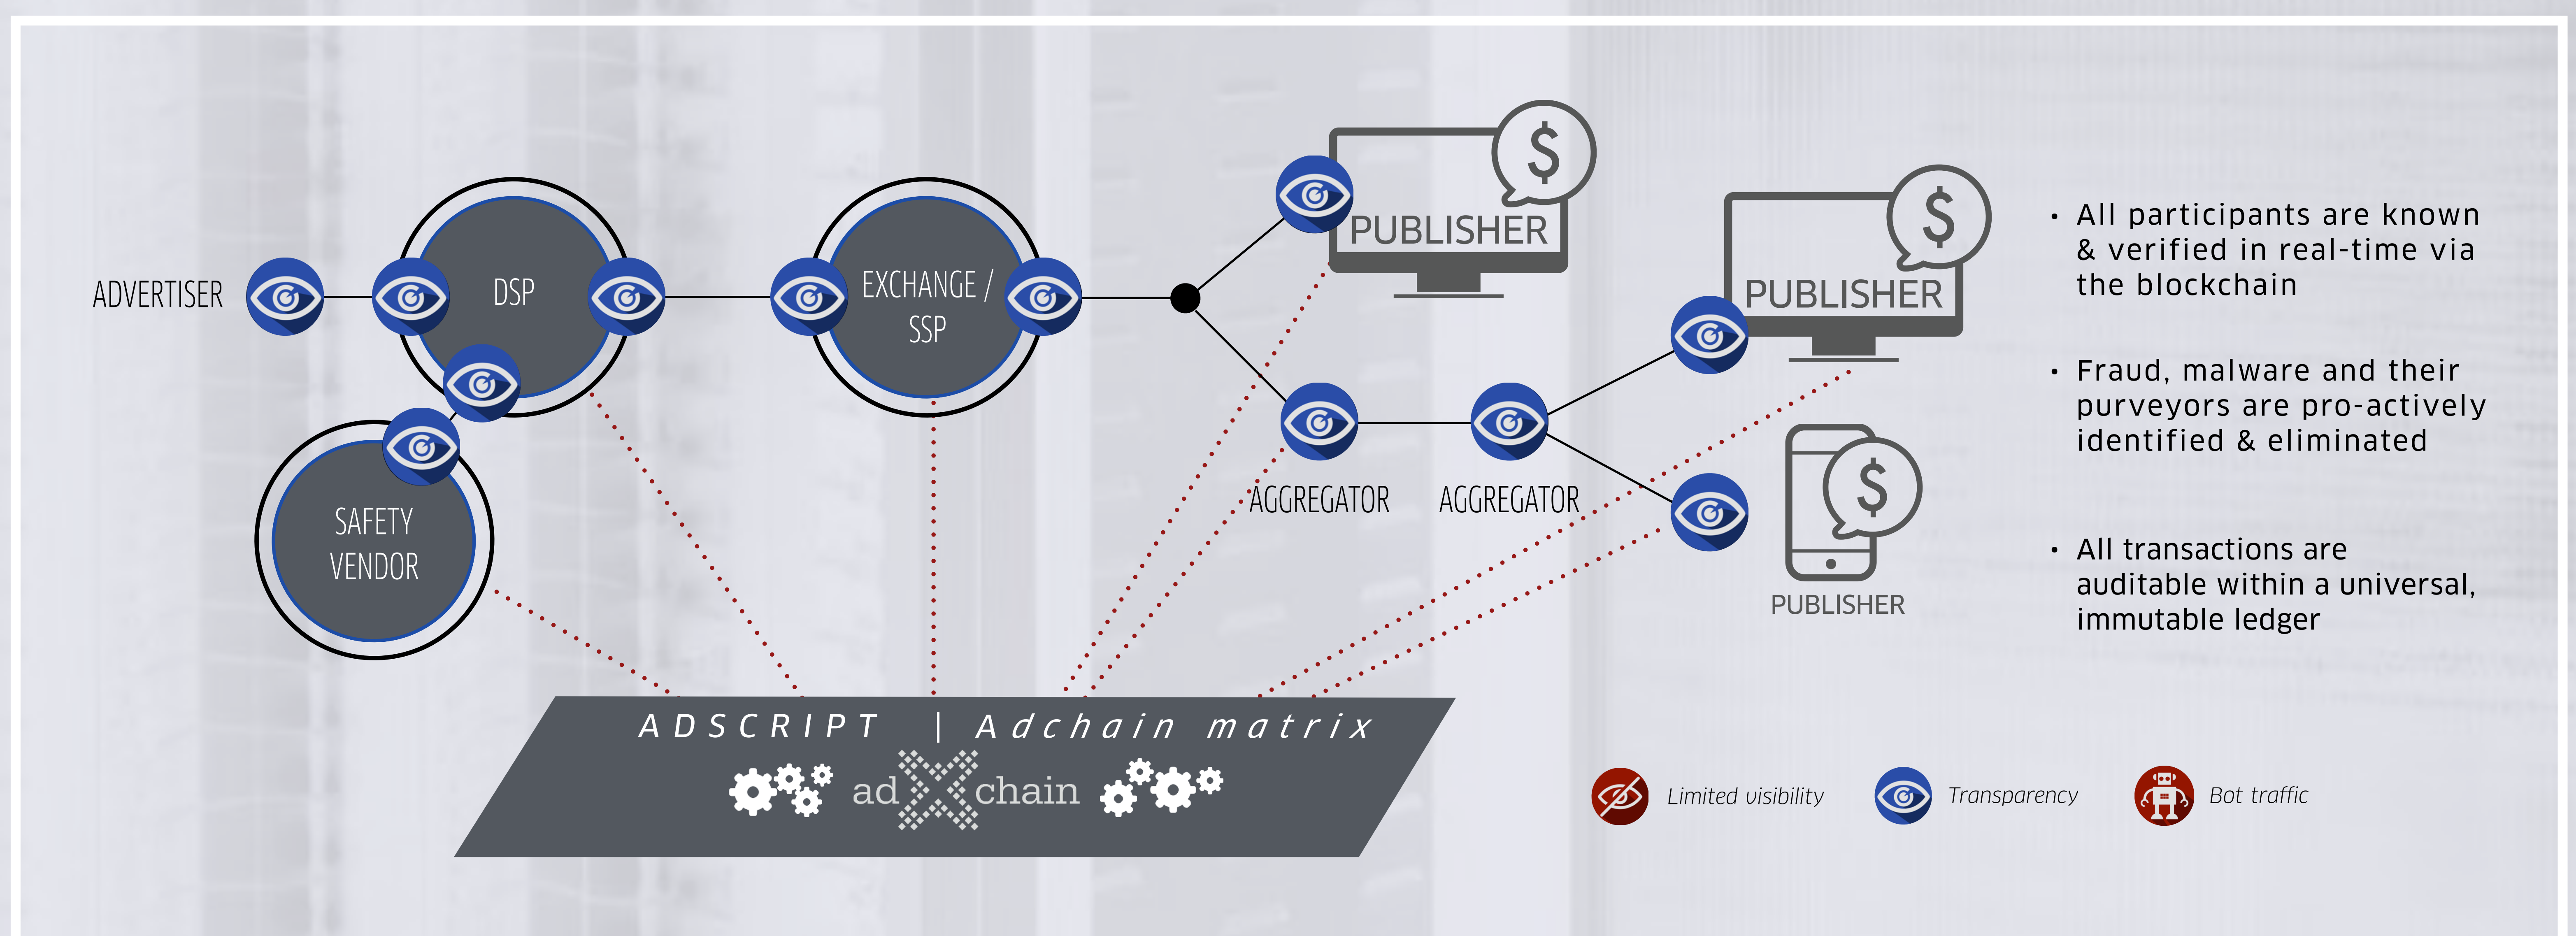 ADVERTISER
DSP
EXCHANGE /
SSP
SAFETY
VENDOR
$
PUBLISHER
$
PUBLISHER
AGGREGATOR
AGGREGATOR
$
PUBLISHER
• All participants are known
& verified in real-time via
the blockchain
• Fraud, malware and their
purveyors are pro-actively
identified & eliminated
• All transactions are
auditable within a universal,
immutable ledger
ADSCRIPT | Adchain matrix
ad X chain
Limited visibility
Transparency
Bot traffic